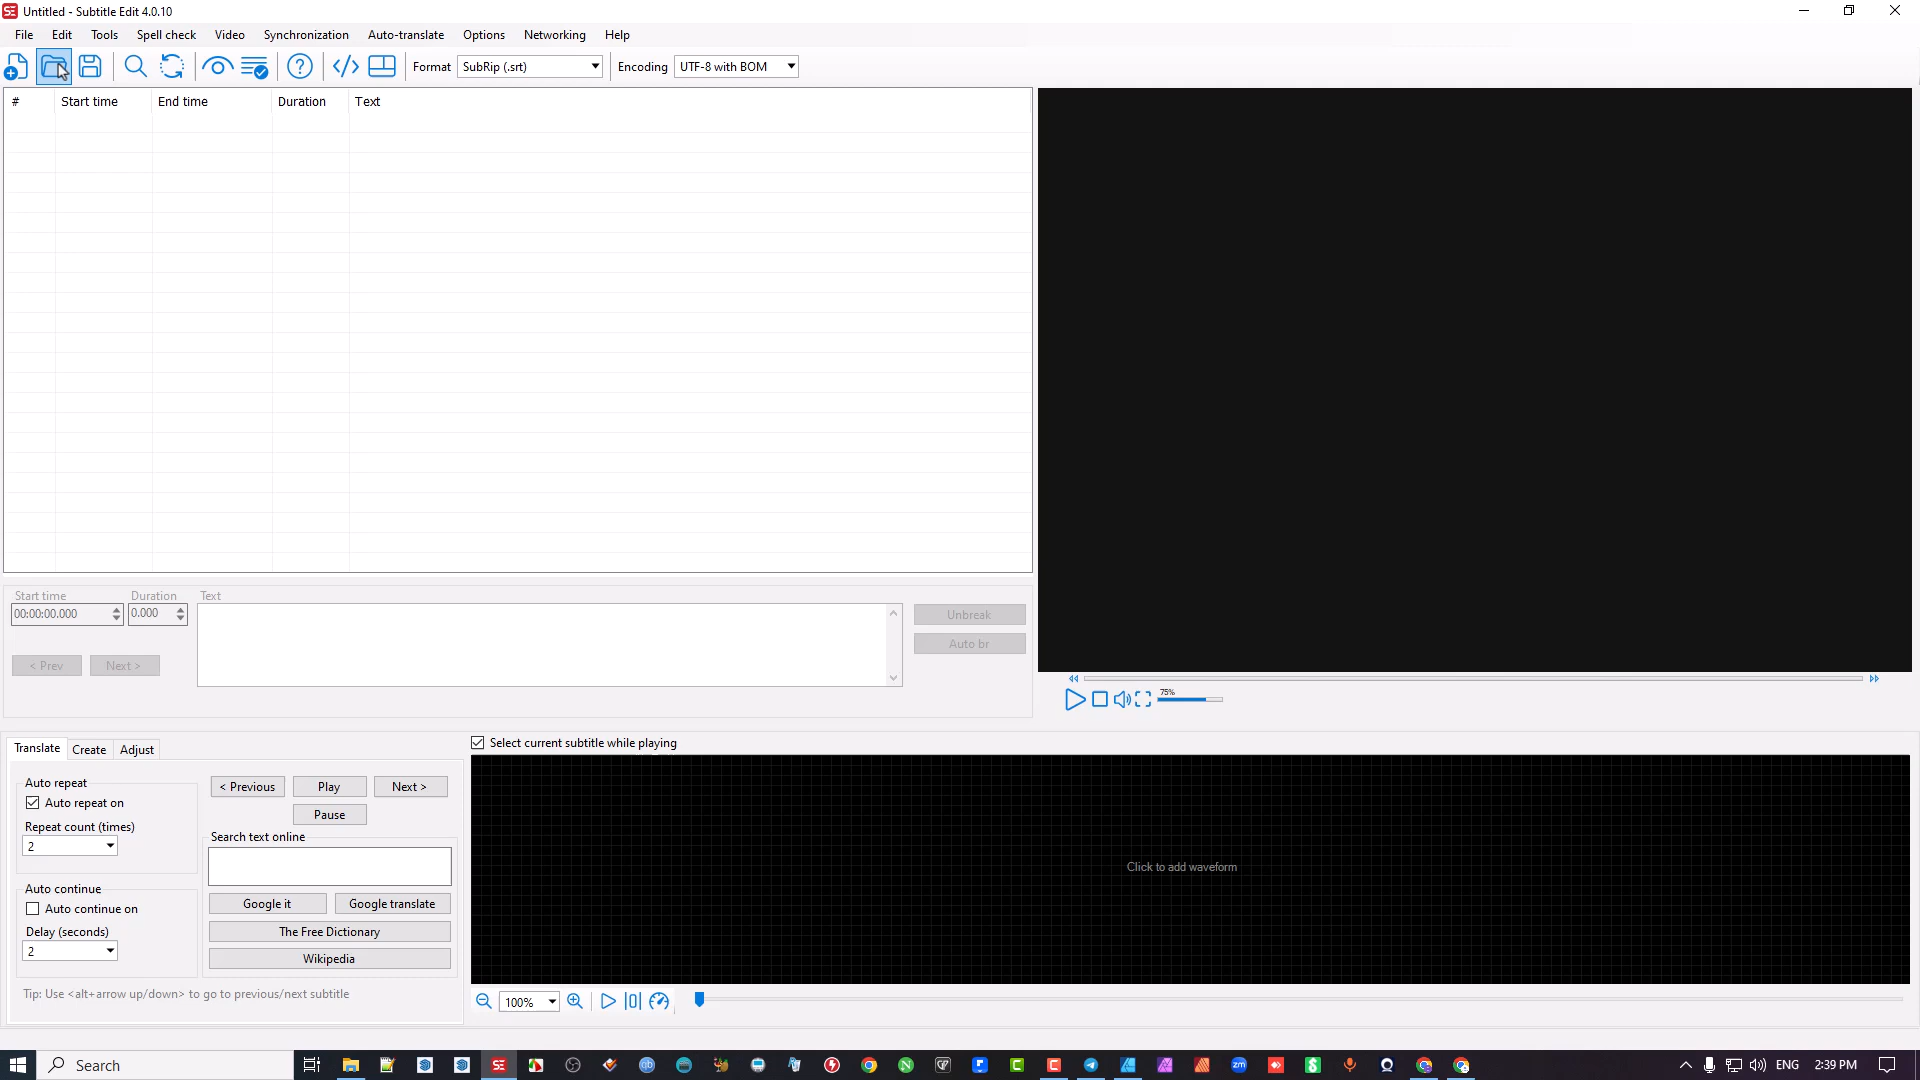 Untitled - Subtitle Edit 4.0.10
File Edit Tools Spell check Video Synchronization Auto-translate Options Networking Help
Format SubRip (.srt) Encoding UTF-8 with BOM
# Start time End time Duration Text
Start time Duration Text
00:00:00.000 0.000
Unbreak
Auto br
< Prev Next >
75%
Translate Create Adjust
Select current subtitle while playing
Auto repeat
Auto repeat on
Repeat count (times)
2
Auto continue
Auto continue on
Delay (seconds)
2
< Previous Play Next >
Pause
Search text online
Google it Google translate
The Free Dictionary
Wikipedia
Tip: Use <alt+arrow up/down> to go to previous/next subtitle
Click to add waveform
100%
Search
ENG 2:39 PM